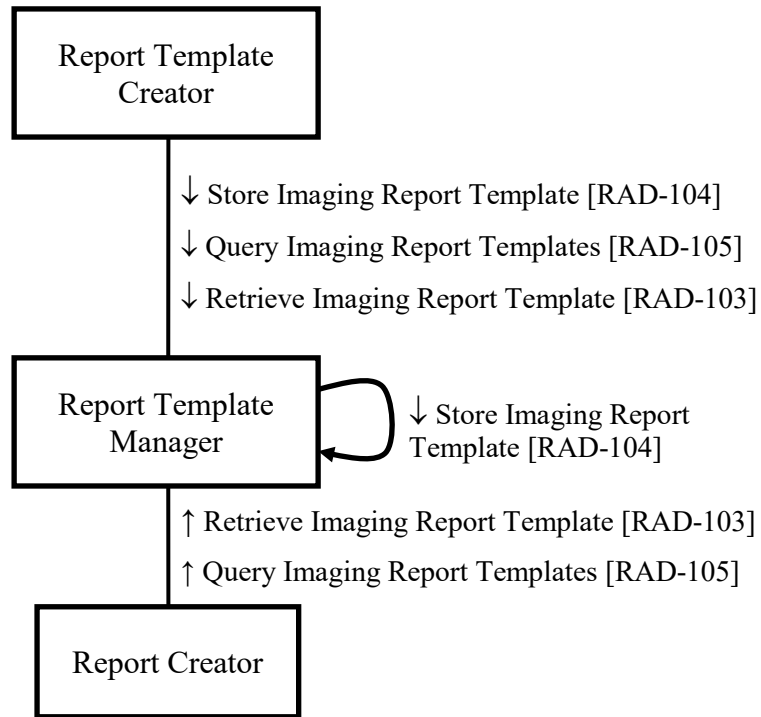 Report Template
Creator
↓ Store Imaging Report Template [RAD-104]
↓ Query Imaging Report Templates [RAD-105]
↓ Retrieve Imaging Report Template [RAD-103]
Report Template
Manager
↓ Store Imaging Report
Template [RAD-104]
↑ Retrieve Imaging Report Template [RAD-103]
↑ Query Imaging Report Templates [RAD-105]
Report Creator